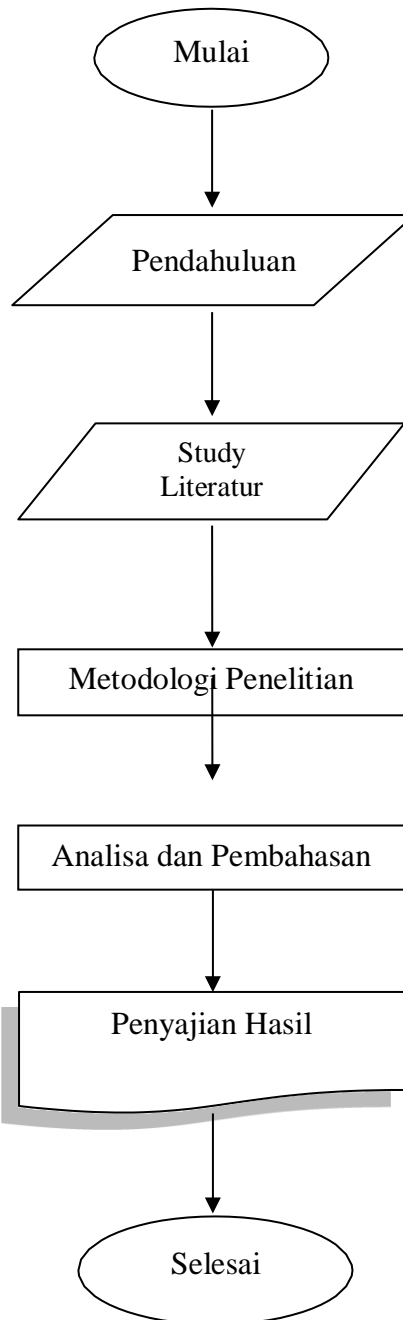 Mulai
Pendahuluan
Study
Literatur
Metodologi Penelitian
Analisa dan Pembahasan
Penyajian Hasil
Selesai